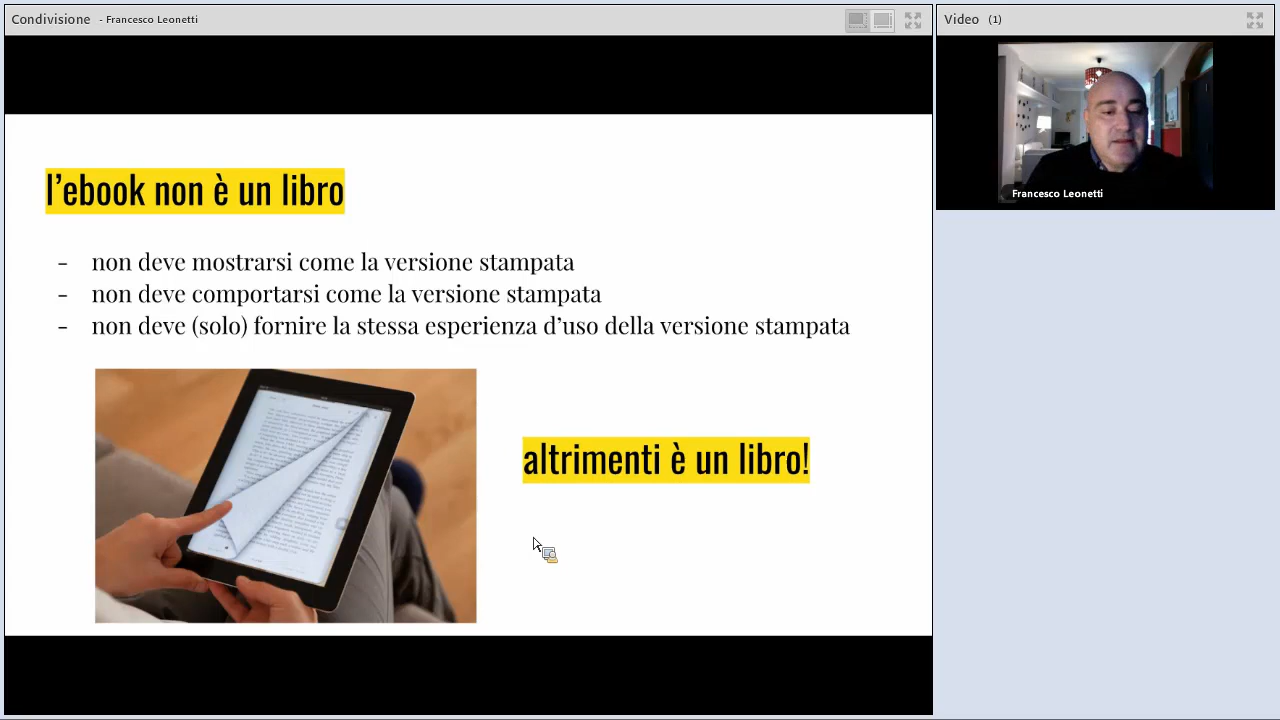 Condivisione - Francesco Leonetti
Video (1)
Francesco Leonetti
l’ebook non è un libro
- non deve mostrarsi come la versione stampata
- non deve comportarsi come la versione stampata
- non deve (solo) fornire la stessa esperienza d’uso della versione stampata
altrimenti è un libro!